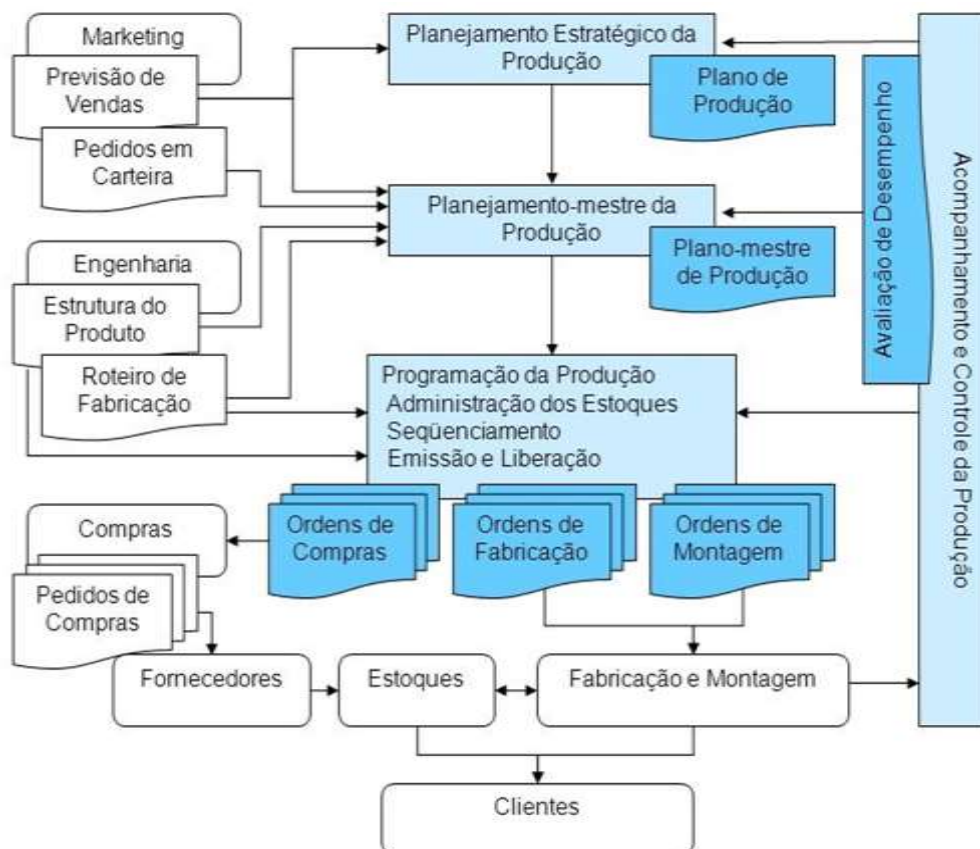 Marketing
Previsão de
Vendas
Pedidos em
Carteira
Planejamento Estratégico da
Produção
Plano de
Produção
Planejamento-mestre da
Produção
Plano-mestre
de Produção
Engenharia
Estrutura do
Produto
Roteiro de
Fabricação
Programação da Produção
Administração dos Estoques
Seqüenciamento
Emissão e Liberação
Ordens de
Compras
Ordens de
Fabricação
Ordens de
Montagem
Compras
Pedidos de
Compras
Fornecedores
Estoques
Fabricação e Montagem
Clientes
Avaliação de Desempenho
Acompanhamento e Controle da Produção